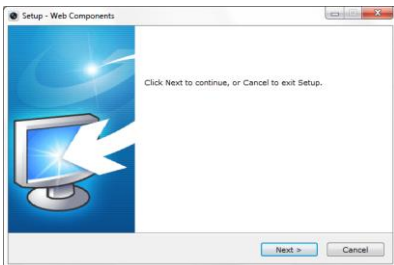 Setup - Web Components
Click Next to continue, or Cancel to exit Setup.
Next >
Cancel